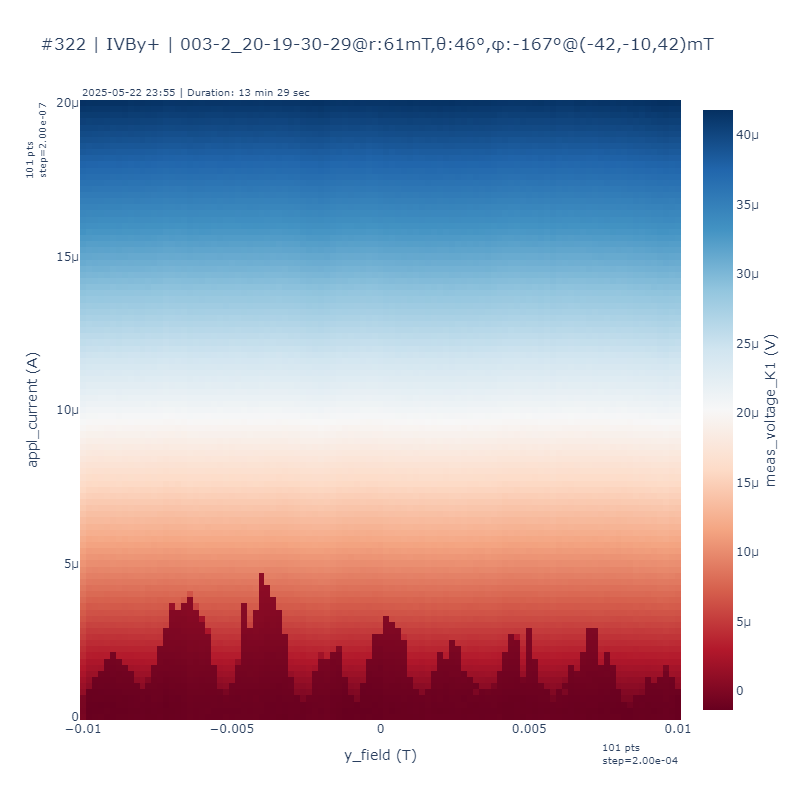 #322 | IVBy+ | 003-2_20-19-30-29@r:61mT,θ:46°,φ:-167°@(-42,-10,42)mT
2025-05-22 23:55 | Duration: 13 min 29 sec
101 pts
step=2.00e-07
20μ
15μ
10μ
5μ
0
appl_current (A)
−0.01
−0.005
0
0.005
0.01
y_field (T)
101 pts
step=2.00e-04
40μ
35μ
30μ
25μ
20μ
15μ
10μ
5μ
0
meas_voltage_K1 (V)